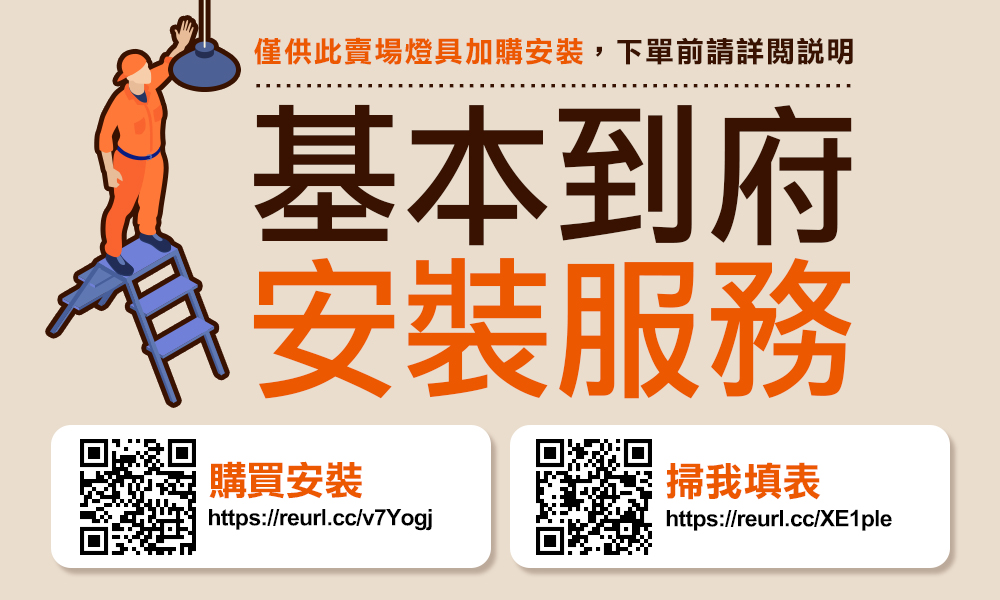 僅供此賣場燈具加購安裝，下單前請詳閱說明
基本到府
安裝服務
購買安裝
https://reurl.cc/v7Yogj
掃我填表
https://reurl.cc/XE1ple